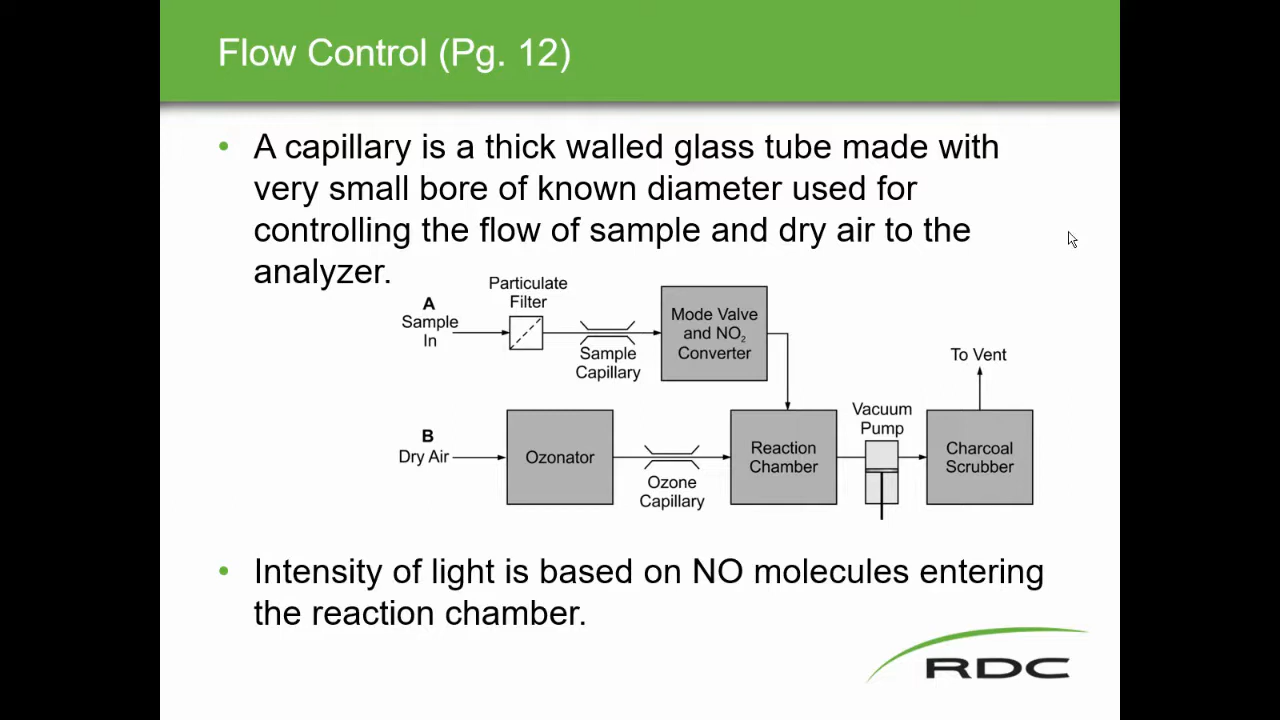 Flow Control (Pg. 12)
• A capillary is a thick walled glass tube made with
very small bore of known diameter used for
controlling the flow of sample and dry air to the
analyzer.
Particulate
Filter
A
Sample
In
Sample
Capillary
Mode Valve
and NO₂
Converter
To Vent
B
Dry Air
Ozonator
Ozone
Capillary
Reaction
Chamber
Vacuum
Pump
Charcoal
Scrubber
• Intensity of light is based on NO molecules entering
the reaction chamber.
RDC